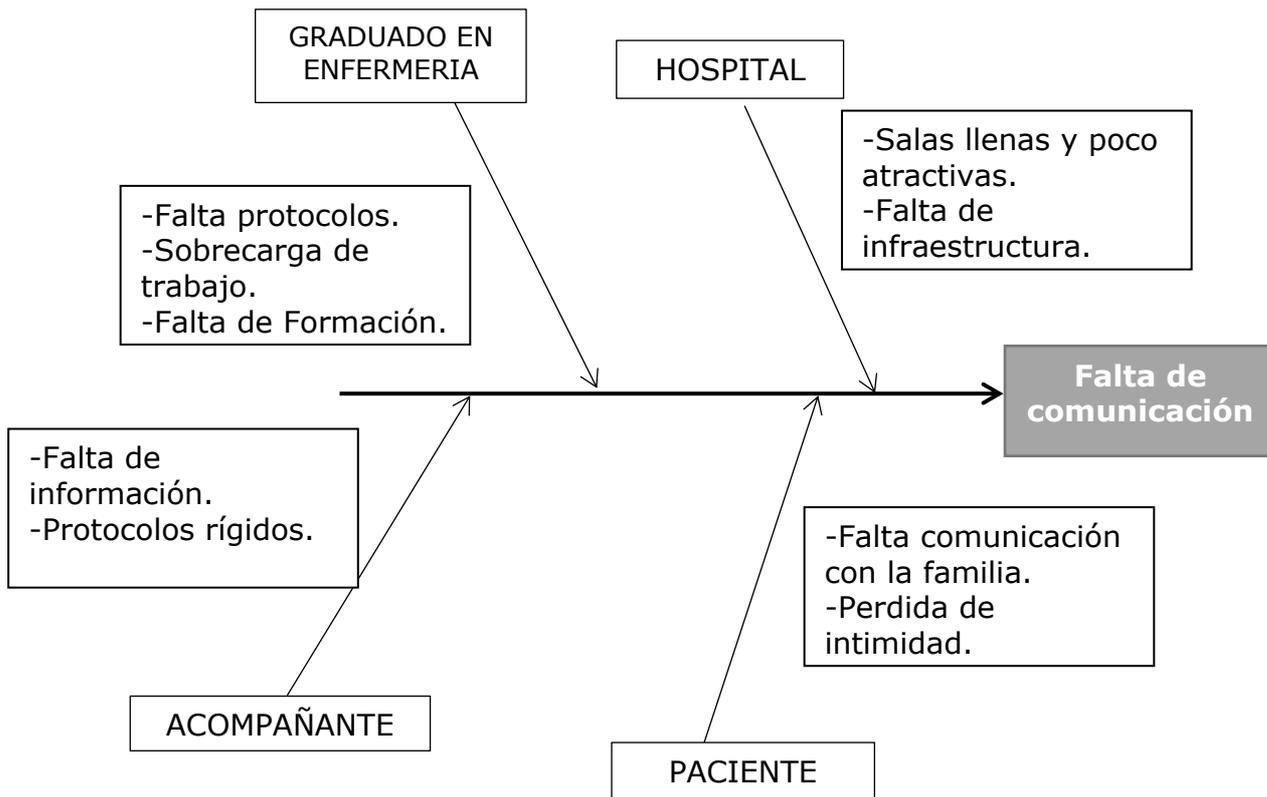 GRADUADO EN
ENFERMERIA
HOSPITAL
-Salas llenas y poco
atractivas.
-Falta de
infraestructura.
-Falta protocolos.
-Sobrecarga de
trabajo.
-Falta de Formación.
Falta de
comunicación
-Falta de
información.
-Protocolos rígidos.
-Falta comunicación
con la familia.
-Perdida de
intimidad.
ACOMPAÑANTE
PACIENTE